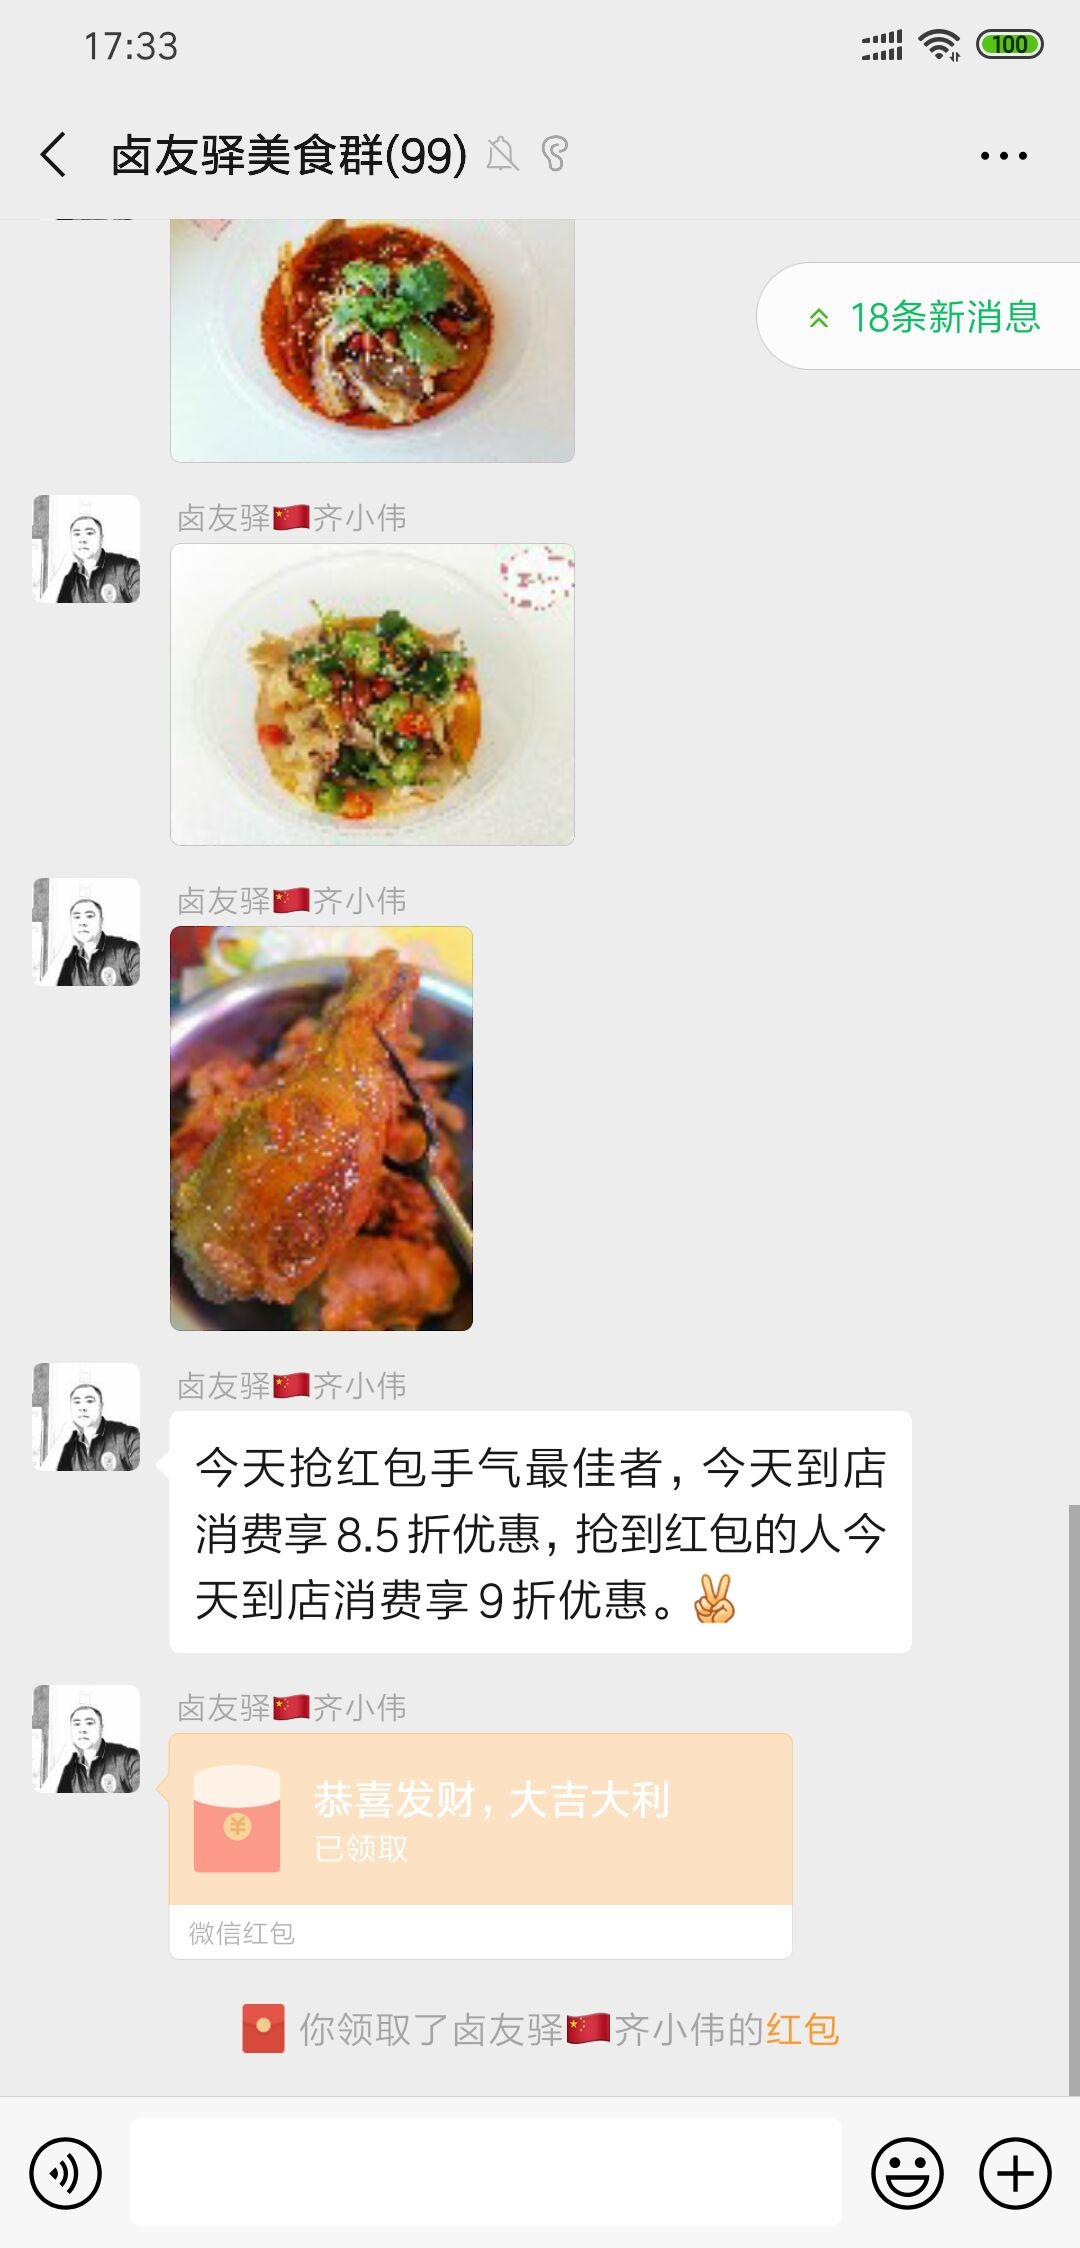 17:33
100
卤友驿美食群(99)
18条新消息
卤友驿🇨🇳齐小伟
卤友驿🇨🇳齐小伟
卤友驿🇨🇳齐小伟
今天抢红包手气最佳者，今天到店
消费享8.5折优惠，抢到红包的人今
天到店消费享9折优惠。✌
卤友驿🇨🇳齐小伟
恭喜发财，大吉大利
已领取
微信红包
你领取了卤友驿🇨🇳齐小伟的红包